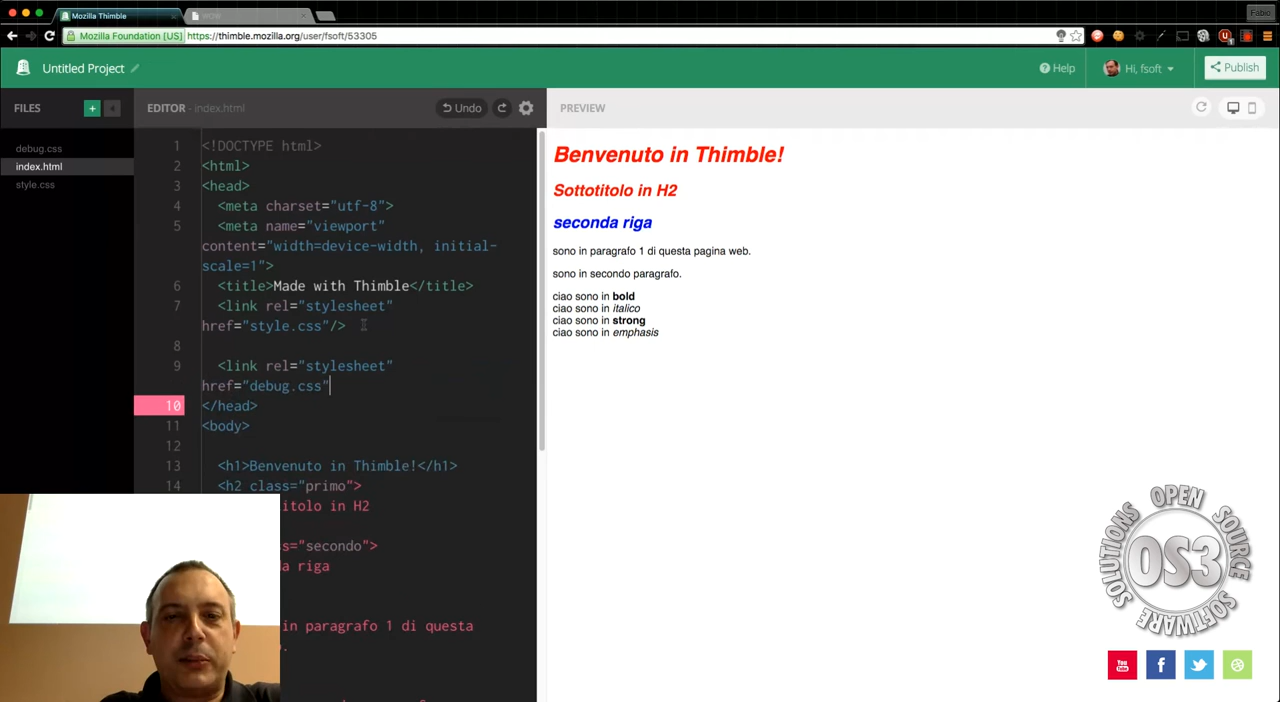 Mozilla Thimble
WOW
Fabio
Mozilla Foundation [US] https://thimble.mozilla.org/user/fsoft/53305
Untitled Project
Help
Hi, fsoft
Publish
FILES
EDITOR - index.html
Undo
PREVIEW
debug.css
index.html
style.css
1 <!DOCTYPE html>
2 <html>
3 <head>
4 <meta charset="utf-8">
5 <meta name="viewport"
content="width=device-width, initial-
scale=1">
6 <title>Made with Thimble</title>
7 <link rel="stylesheet"
href="style.css"/>
8
9 <link rel="stylesheet"
href="debug.css"
10 </head>
11 <body>
12
13 <h1>Benvenuto in Thimble!</h1>
14 <h2 class="primo">
itolo in H2
ss="secondo">
da riga
in paragrafo 1 di questa
Benvenuto in Thimble!
Sottotitolo in H2
seconda riga
sono in paragrafo 1 di questa pagina web.
sono in secondo paragrafo.
ciao sono in bold
ciao sono in italico
ciao sono in strong
ciao sono in emphasis
OPEN SOURCE SOFTWARE SOLUTIONS
OS3
You Tube